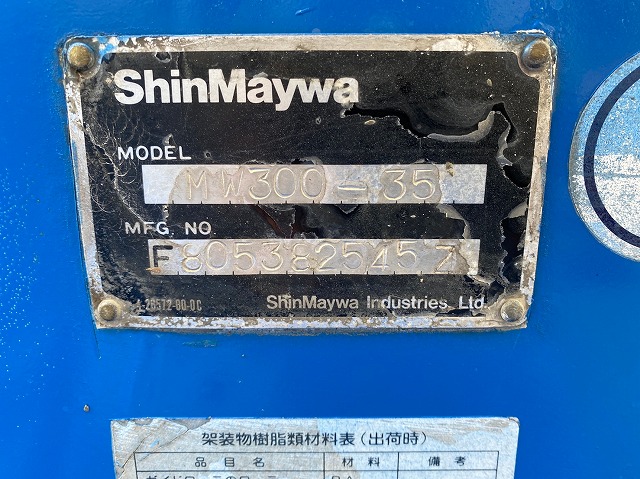 ShinMaywa
MODEL
MW300-35
MFG. NO.
F805382545Z
ShinMaywa Industries, Ltd.
架装物樹脂類材料表(出荷時)
品目名 材料 備考